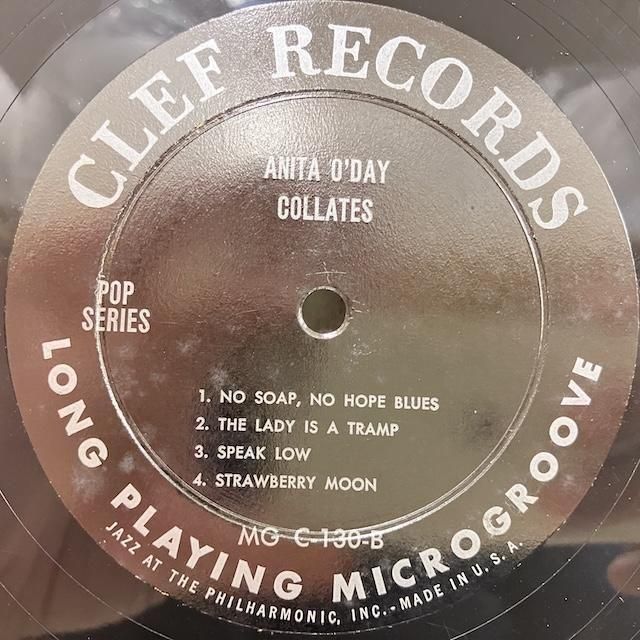 CLEF RECORDS
ANITA O'DAY
COLLATES
POP
SERIES
1. NO SOAP, NO HOPE BLUES
2. THE LADY IS A TRAMP
3. SPEAK LOW
4. STRAWBERRY MOON
MG C-130-B
LONG PLAYING MICROGROOVE
JAZZ AT THE PHILHARMONIC, INC.-MADE IN U.S.A.